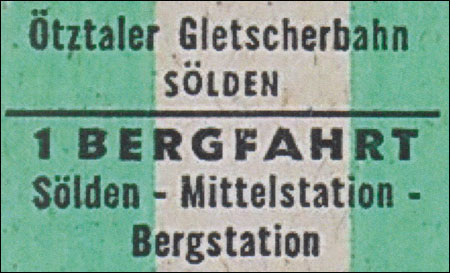 Ötztaler Gletscherbahn
SÖLDEN
1 BERGFAHRT
Sölden - Mittelstation -
Bergstation